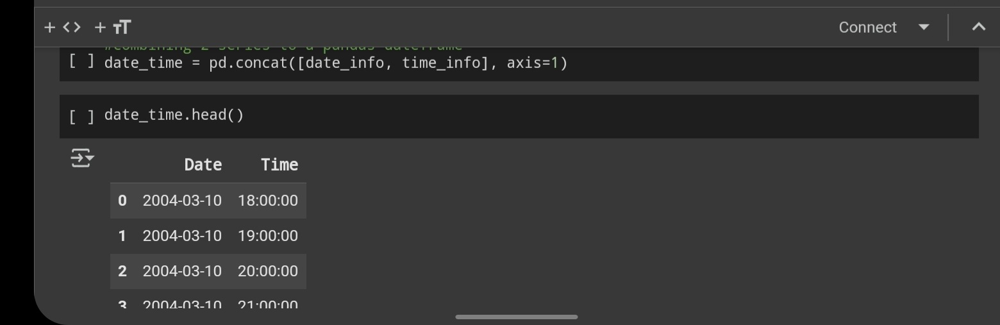 + <> + TT
Connect
#combining 2 series to a pandas dateframe
[ ] date_time = pd.concat([date_info, time_info], axis=1)
[ ] date_time.head()
Date Time
0 2004-03-10 18:00:00
1 2004-03-10 19:00:00
2 2004-03-10 20:00:00
3 2004-03-10 21:00:00